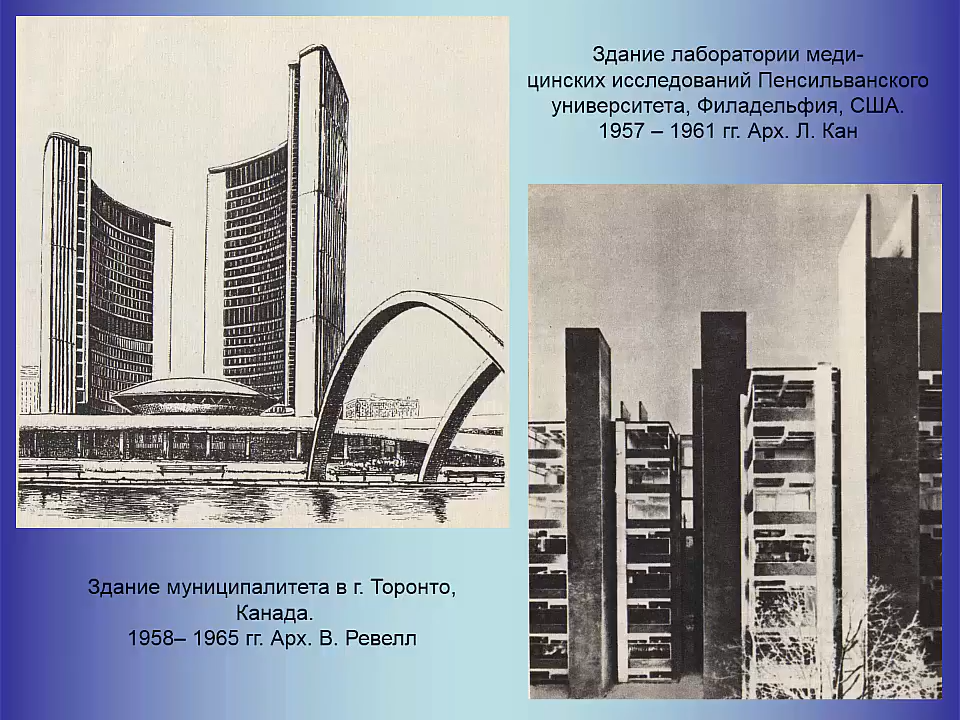 Здание лаборатории меди-
цинских исследований Пенсильванского
университета, Филадельфия, США.
1957 – 1961 гг. Арх. Л. Кан
Здание муниципалитета в г. Торонто,
Канада.
1958– 1965 гг. Арх. В. Ревелл